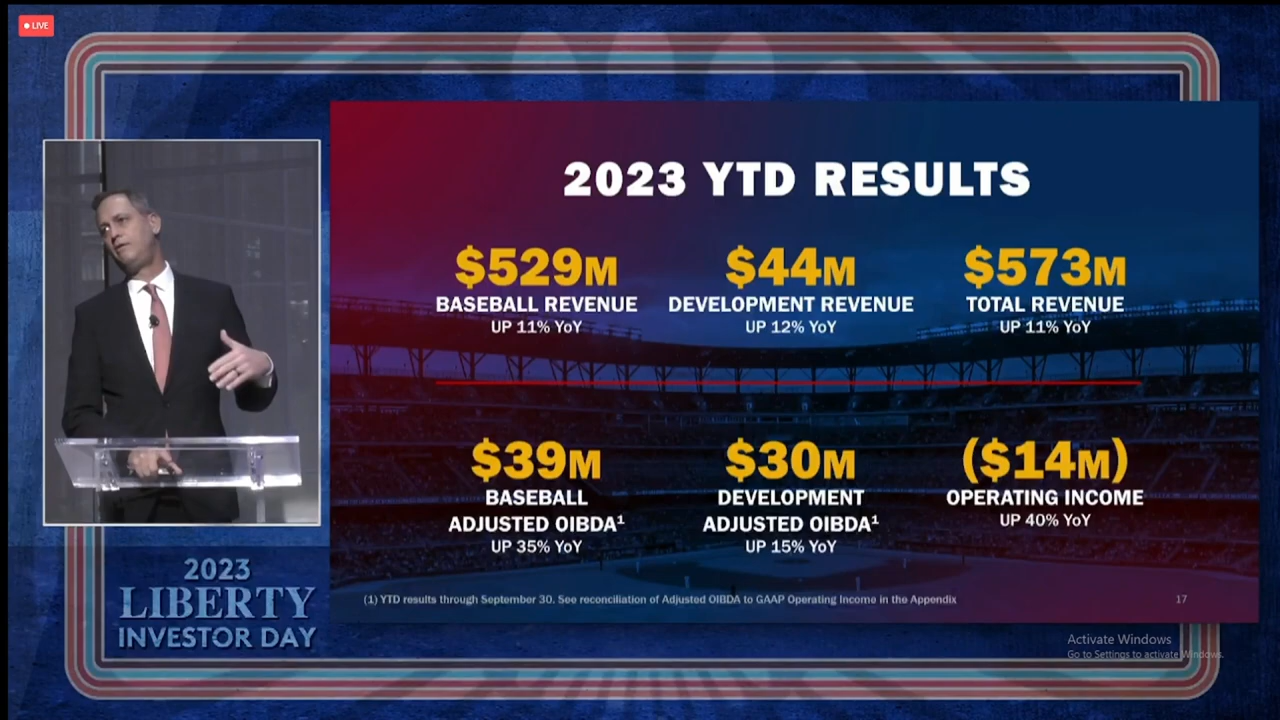 LIVE
2023 YTD RESULTS
$529M
BASEBALL REVENUE
UP 11% YoY
$44M
DEVELOPMENT REVENUE
UP 12% YoY
$573M
TOTAL REVENUE
UP 11% YoY
$39M
BASEBALL
ADJUSTED OIBDA¹
UP 35% YoY
$30M
DEVELOPMENT
ADJUSTED OIBDA¹
UP 15% YoY
($14M)
OPERATING INCOME
UP 40% YoY
(1) YTD results through September 30. See reconciliation of Adjusted OIBDA to GAAP Operating Income in the Appendix
17
2023
LIBERTY
INVESTOR DAY
Activate Windows
Go to Settings to activate Windows.